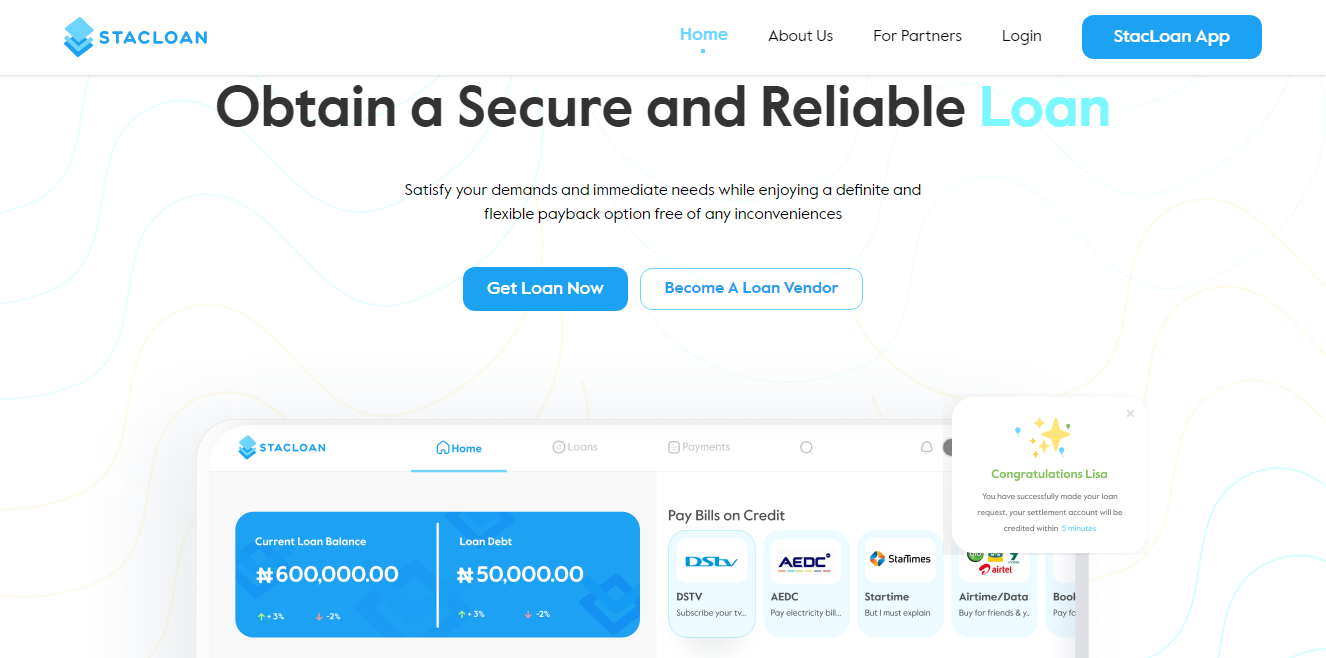 STACLOAN
Home
About Us
For Partners
Login
StacLoan App
Obtain a Secure and Reliable Loan
Satisfy your demands and immediate needs while enjoying a definite and
flexible payback option free of any inconveniences
Get Loan Now
Become A Loan Vendor
STACLOAN
Home
Loans
Payments
Congratulations Lisa
You have successfully made your loan
request, your settlement account will be
credited within 5 minutes
Current Loan Balance
₦600,000.00
+ 3%
-2%
Loan Debt
₦50,000.00
+ 3%
-2%
Pay Bills on Credit
DStv
DSTV
Subscribe your tv...
AEDC
AEDC
Pay electricity bill...
StarTimes
Startime
But I must explain
airtel
Airtime/Data
Buy for friends & y..